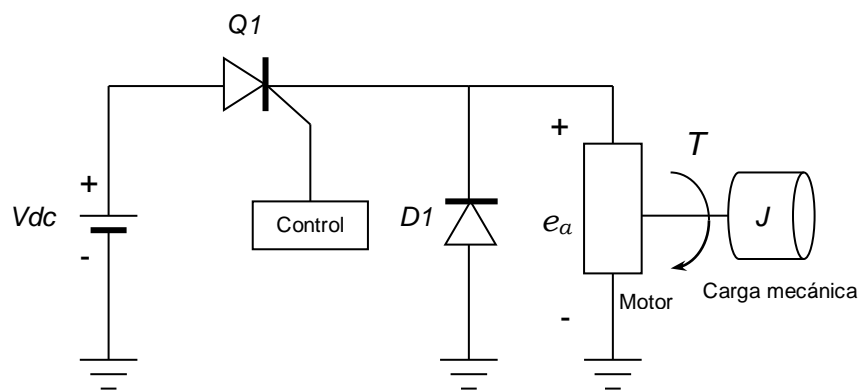 Q1
+
Vdc
-
Control
D1
+
e_a
-
Motor
T
J
Carga mecánica